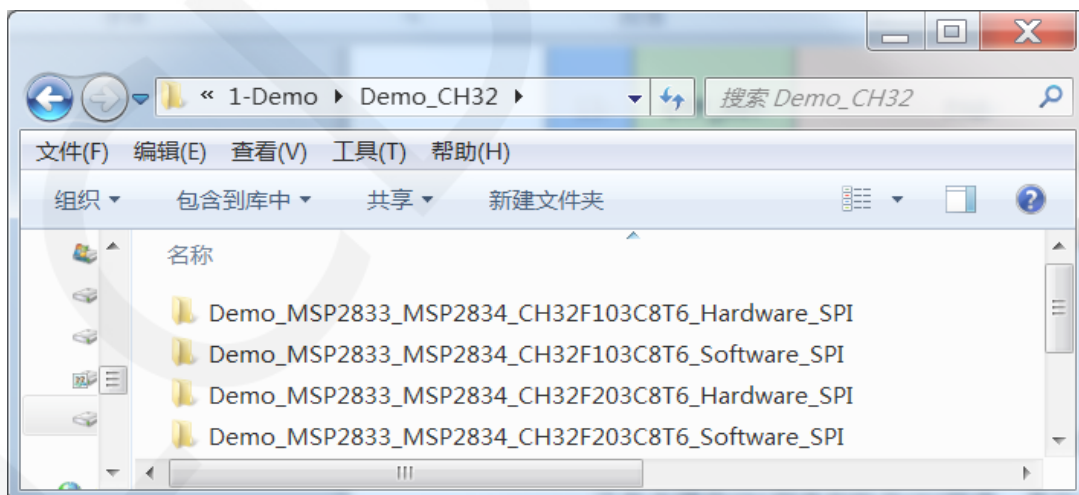 « 1-Demo ▸ Demo_CH32 ▸ 搜索 Demo_CH32
文件(F) 编辑(E) 查看(V) 工具(T) 帮助(H)
组织 包含到库中 共享 新建文件夹
名称
Demo_MSP2833_MSP2834_CH32F103C8T6_Hardware_SPI
Demo_MSP2833_MSP2834_CH32F103C8T6_Software_SPI
Demo_MSP2833_MSP2834_CH32F203C8T6_Hardware_SPI
Demo_MSP2833_MSP2834_CH32F203C8T6_Software_SPI